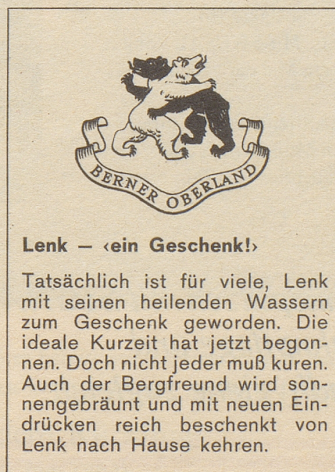 BERNER OBERLAND
Lenk – ‹ein Geschenk!›
Tatsächlich ist für viele, Lenk
mit seinen heilenden Wassern
zum Geschenk geworden. Die
ideale Kurzeit hat jetzt begon-
nen. Doch nicht jeder muß kuren.
Auch der Bergfreund wird son-
nengebräunt und mit neuen Ein-
drücken reich beschenkt von
Lenk nach Hause kehren.